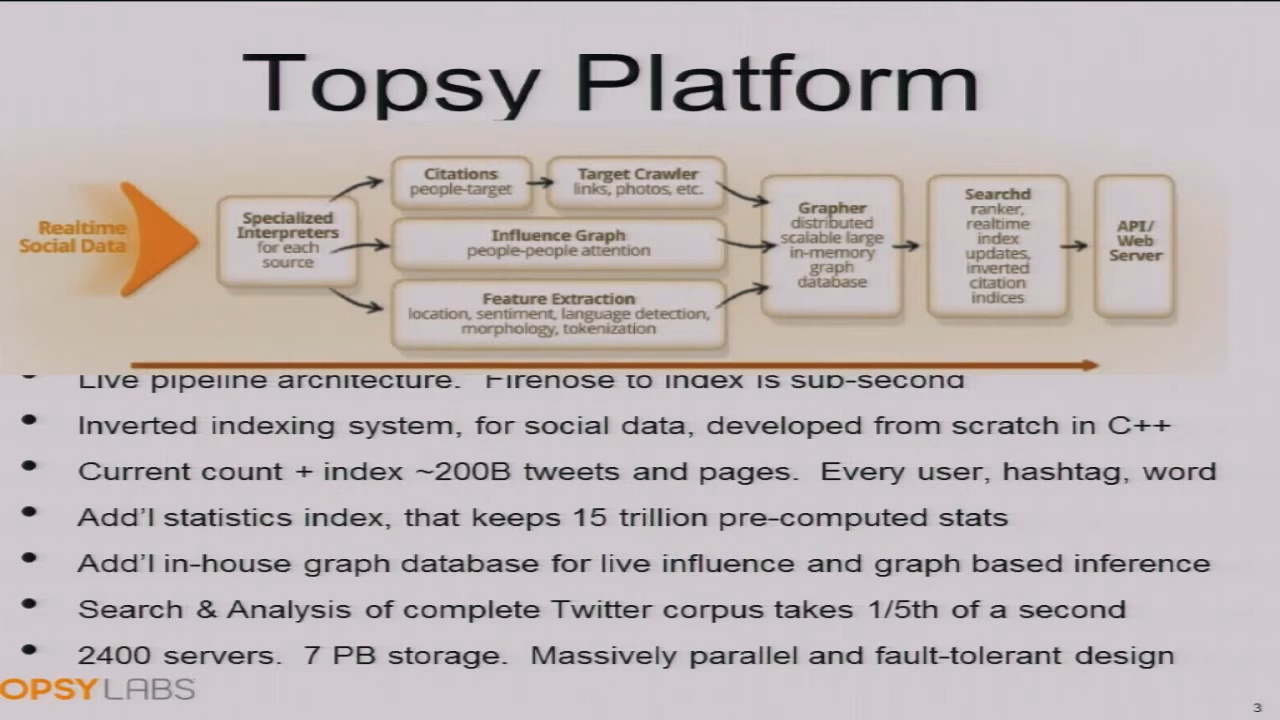 Topsy Platform
Realtime
Social Data
Specialized
Interpreters
for each
source
Citations
people-target
Target Crawler
links, photos, etc.
Influence Graph
people-people attention
Feature Extraction
location, sentiment, language detection,
morphology, tokenization
Grapher
distributed
scalable large
in-memory
graph
database
Searchd
ranker,
realtime
index
updates,
inverted
citation
indices
API/
Web
Server
• Live pipeline architecture. Firehose to index is sub-second
• Inverted indexing system, for social data, developed from scratch in C++
• Current count + index ~200B tweets and pages. Every user, hashtag, word
• Add'l statistics index, that keeps 15 trillion pre-computed stats
• Add'l in-house graph database for live influence and graph based inference
• Search & Analysis of complete Twitter corpus takes 1/5th of a second
• 2400 servers. 7 PB storage. Massively parallel and fault-tolerant design
OPSYLABS
3